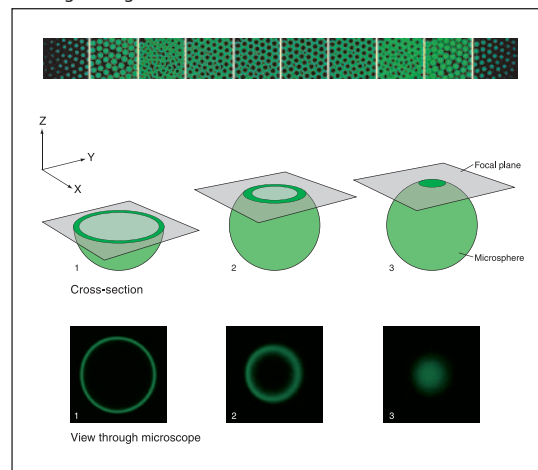 Z
Y
X
Focal plane
Microsphere
1
2
3
Cross-section
1
2
3
View through microscope